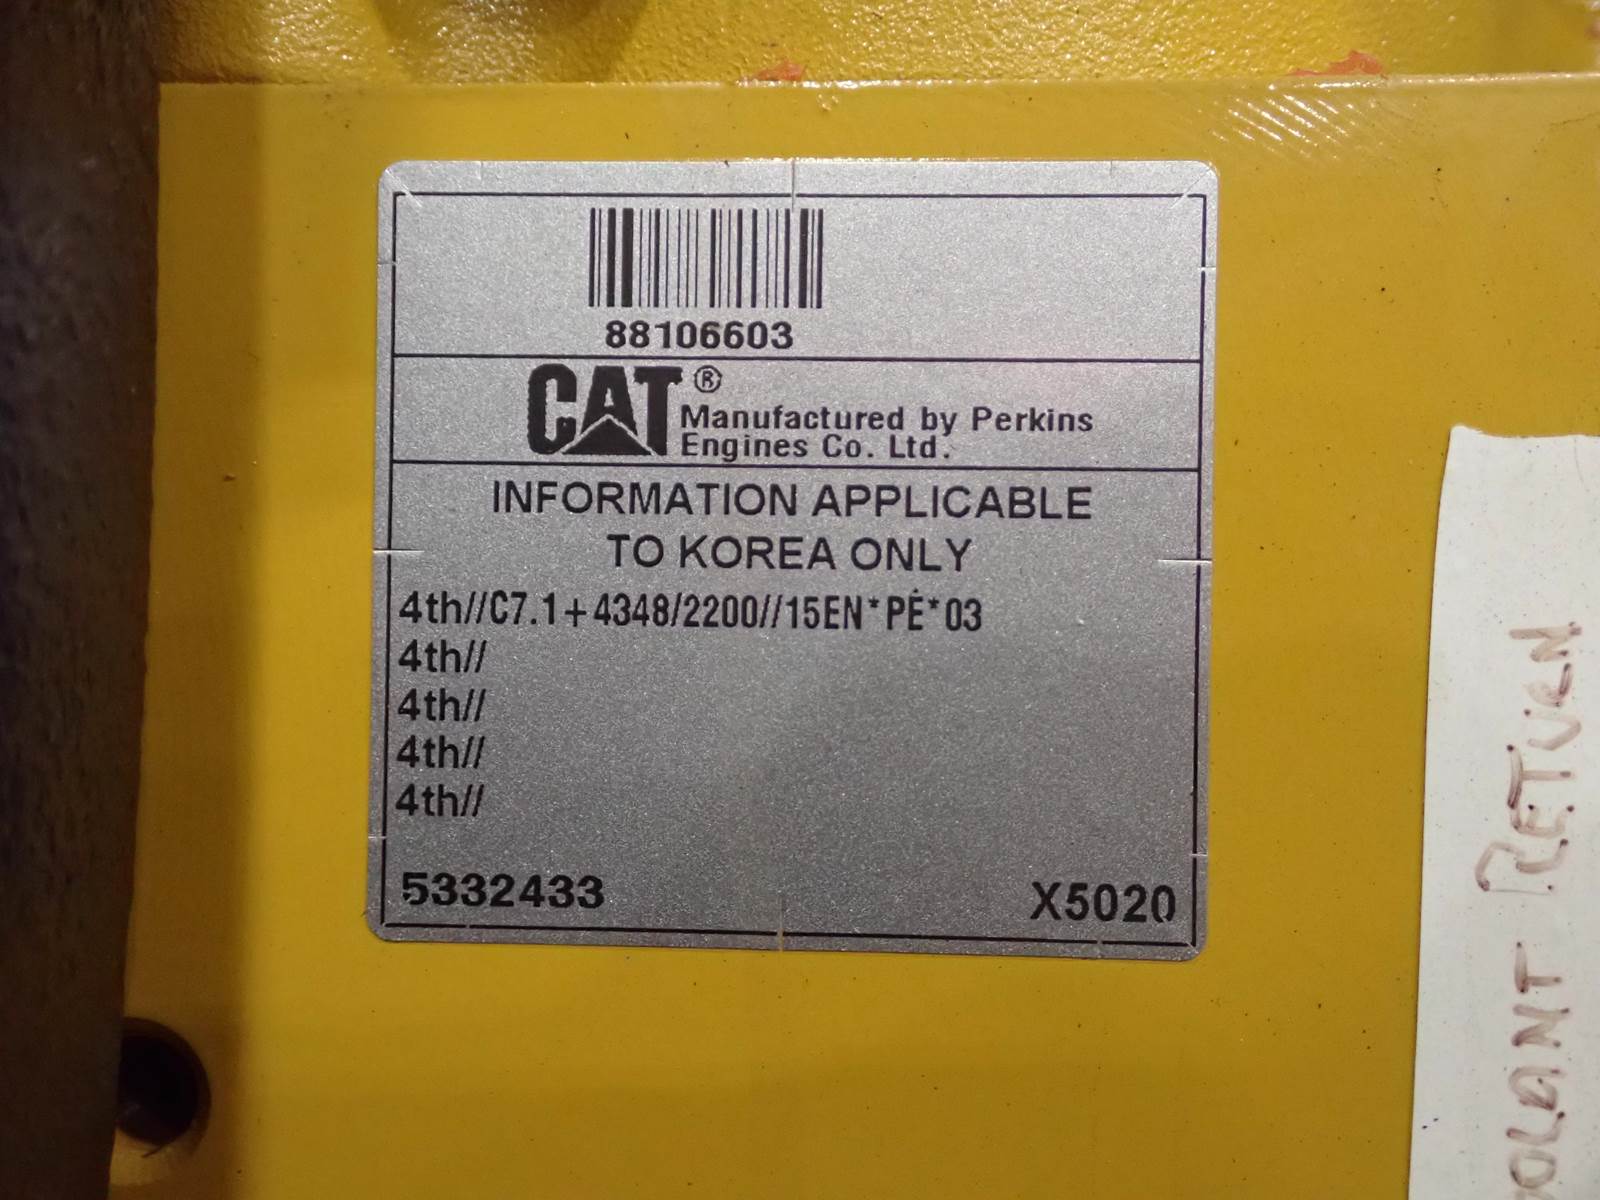 88106603
CAT®
Manufactured by Perkins
Engines Co. Ltd.
INFORMATION APPLICABLE
TO KOREA ONLY
4th//C7.1+4348/2200//15EN*PE*03
4th//
4th//
4th//
4th//
5332433 X5020
OLANT RETURN